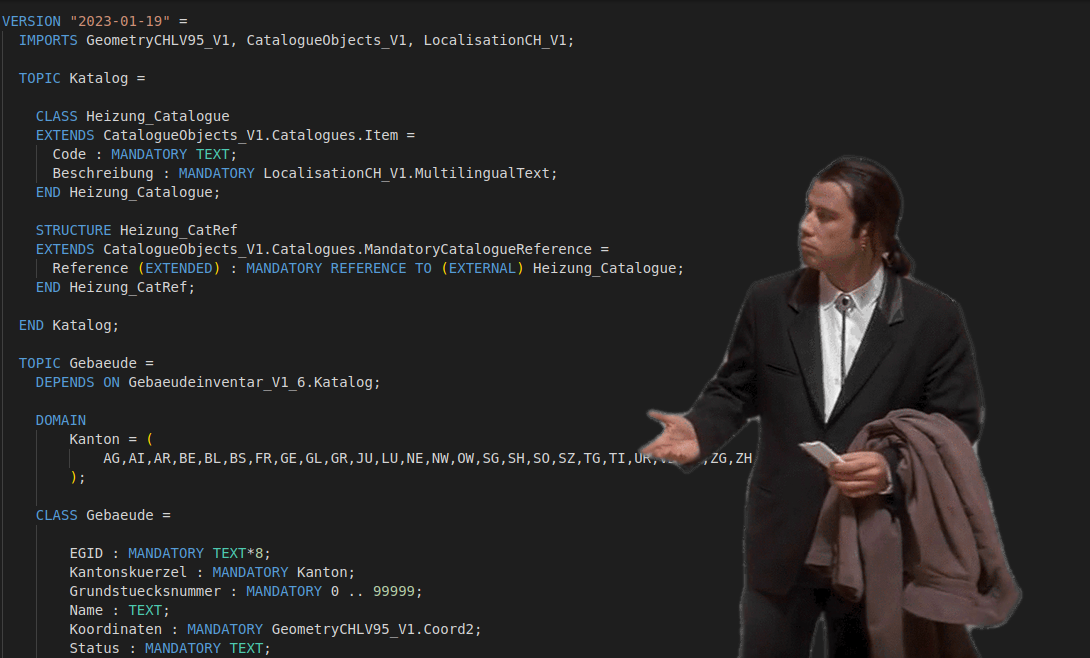 VERSION "2023-01-19" =
IMPORTS GeometryCHLV95_V1, CatalogueObjects_V1, LocalisationCH_V1;
TOPIC Katalog =
CLASS Heizung_Catalogue
EXTENDS CatalogueObjects_V1.Catalogues.Item =
Code : MANDATORY TEXT;
Beschreibung : MANDATORY LocalisationCH_V1.MultilingualText;
END Heizung_Catalogue;
STRUCTURE Heizung_CatRef
EXTENDS CatalogueObjects_V1.Catalogues.MandatoryCatalogueReference =
Reference (EXTENDED) : MANDATORY REFERENCE TO (EXTERNAL) Heizung_Catalogue;
END Heizung_CatRef;
END Katalog;
TOPIC Gebaeude =
DEPENDS ON Gebaeudeinventar_V1_6.Katalog;
DOMAIN
Kanton = (
AG,AI,AR,BE,BL,BS,FR,GE,GL,GR,JU,LU,NE,NW,OW,SG,SH,SO,SZ,TG,TI,UR, ,ZG,ZH
);
CLASS Gebaeude =
EGID : MANDATORY TEXT*8;
Kantonskuerzel : MANDATORY Kanton;
Grundstuecksnummer : MANDATORY 0 .. 99999;
Name : TEXT;
Koordinaten : MANDATORY GeometryCHLV95_V1.Coord2;
Status : MANDATORY TEXT;